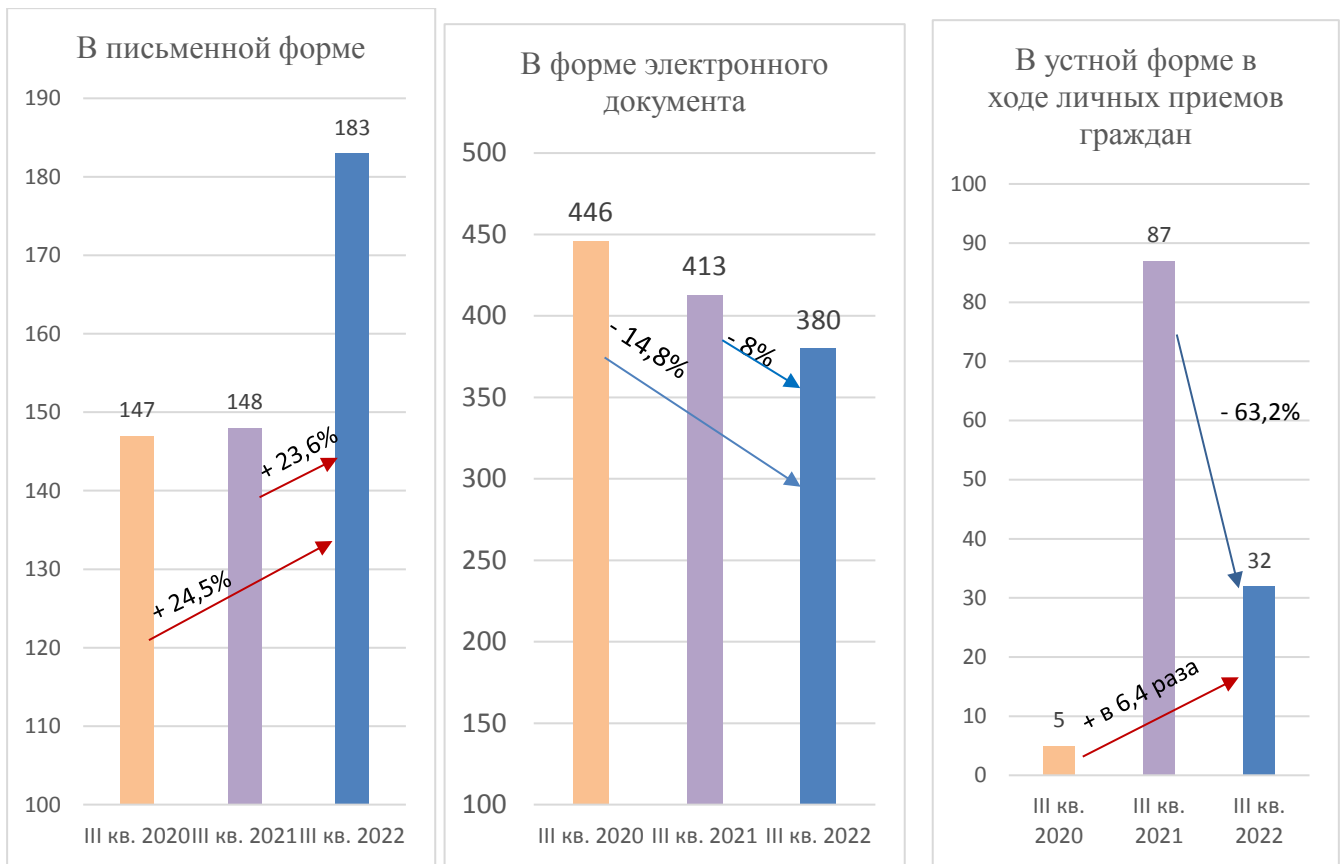 В письменной форме
190
180
170
160
150
140
130
120
110
100
147
148
183
+ 23,6%
+ 24,5%
III кв. 2020
III кв. 2021
III кв. 2022
В форме электронного
документа
500
450
400
350
300
250
200
150
100
446
413
380
- 14,8%
- 8%
III кв. 2020
III кв. 2021
III кв. 2022
В устной форме в
ходе личных приемов
граждан
100
90
80
70
60
50
40
30
20
10
0
5
87
32
- 63,2%
+ в 6,4 раза
III кв.
2020
III кв.
2021
III кв.
2022